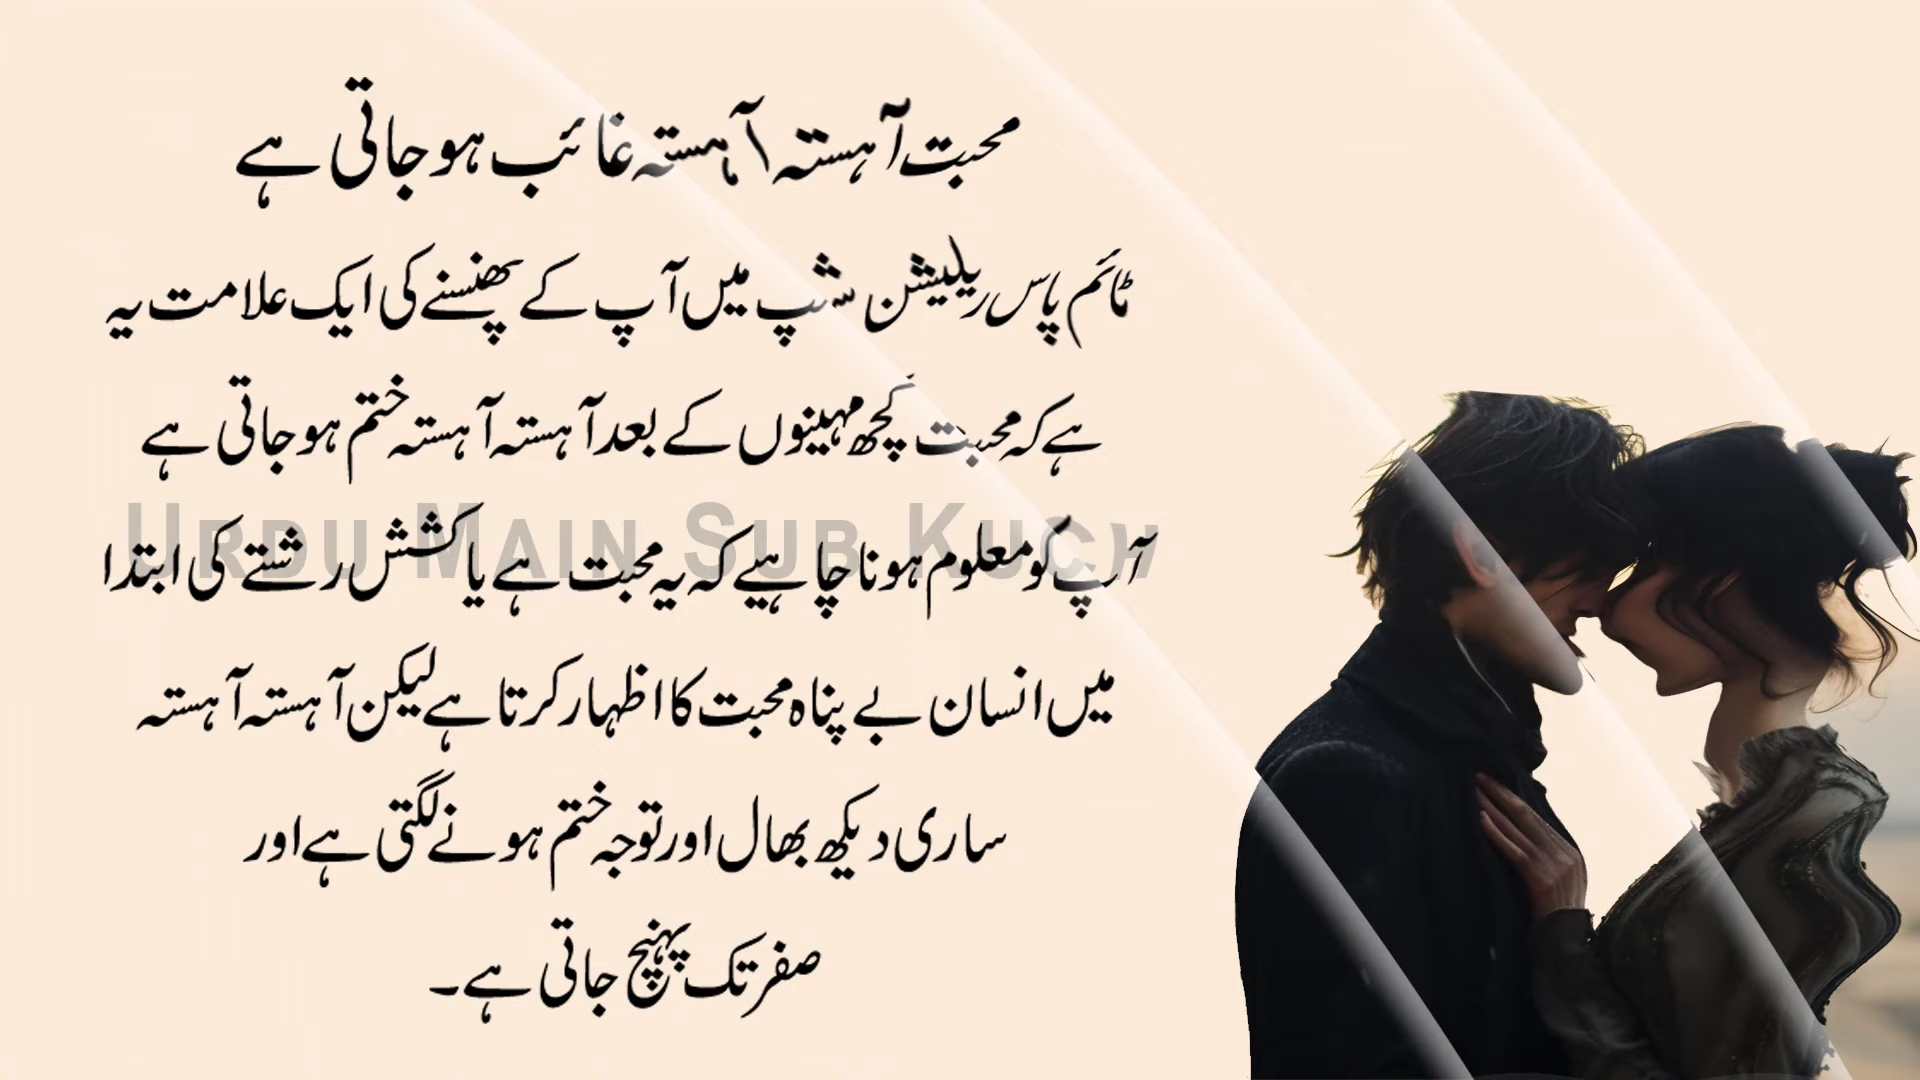 محبت آہستہ آہستہ غائب ہو جاتی ہے
ٹائم پاس ریلیشن شپ میں آپ کے پھنسنے کی ایک علامت یہ
ہے کہ محبت کچھ مہینوں کے بعد آہستہ آہستہ ختم ہو جاتی ہے
URDU MAIN SUB KUCH
آپ کو معلوم ہونا چاہیے کہ یہ محبت ہے یا کشش رشتے کی ابتدا
میں انسان بے پناہ محبت کا اظہار کرتا ہے لیکن آہستہ آہستہ
ساری دیکھ بھال اور توجہ ختم ہونے لگتی ہے اور
صفر تک پہنچ جاتی ہے۔